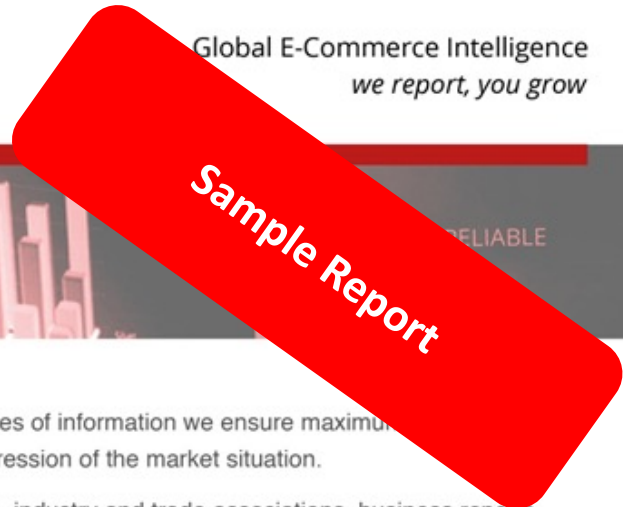 Global E-Commerce Intelligence
we report, you grow
RELIABLE
Sample Report
es of information we ensure
ression of the market situation.
industry and trade associations, business